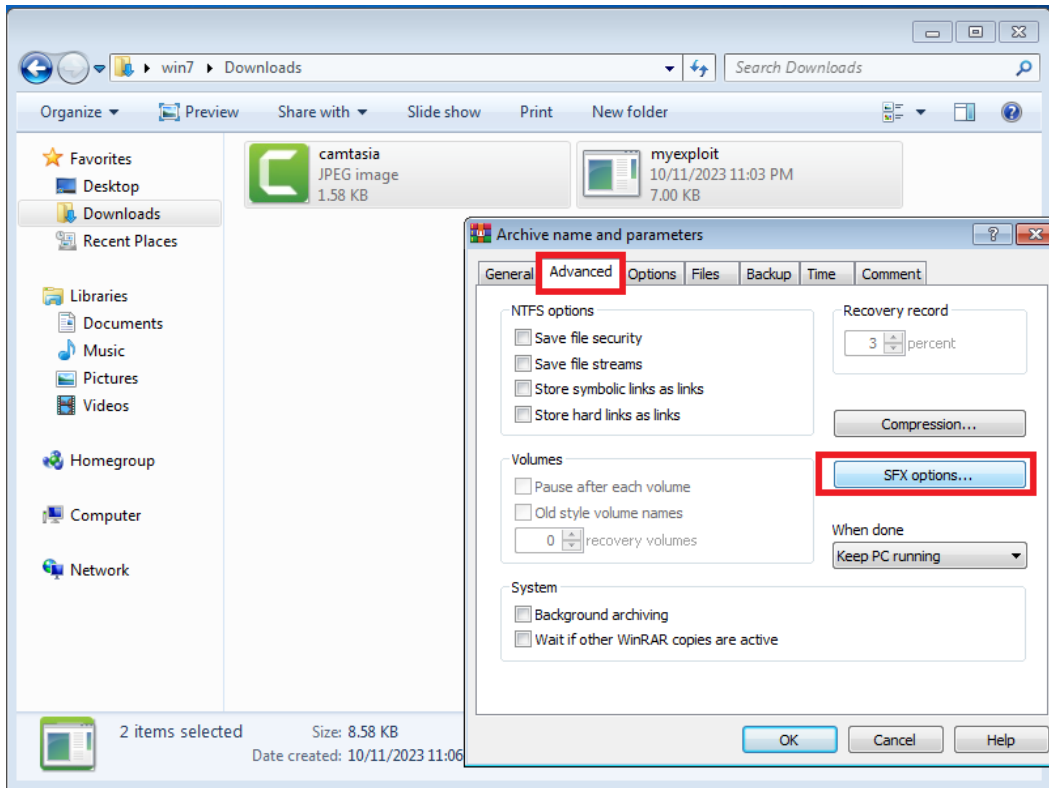 win7 Downloads
Search Downloads
Organize Preview Share with Slide show Print New folder
Favorites
Desktop
Downloads
Recent Places
Libraries
Documents
Music
Pictures
Videos
Homegroup
Computer
Network
camtasia
JPEG image
1.58 KB
myexploit
10/11/2023 11:03 PM
7.00 KB
Archive name and parameters
General Advanced Options Files Backup Time Comment
NTFS options
Save file security
Save file streams
Store symbolic links as links
Store hard links as links
Recovery record
3 percent
Compression...
Volumes
Pause after each volume
Old style volume names
0 recovery volumes
SFX options...
When done
Keep PC running
System
Background archiving
Wait if other WinRAR copies are active
OK Cancel Help
2 items selected
Size: 8.58 KB
Date created: 10/11/2023 11:06